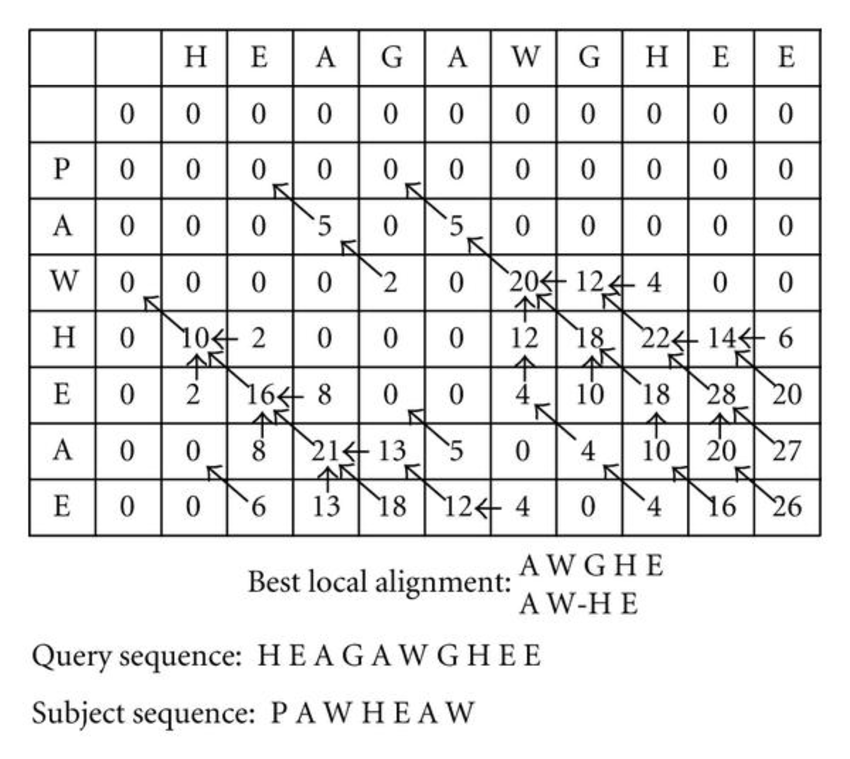 H E A G A W G H E E
0 0 0 0 0 0 0 0 0 0 0
P 0 0 0 0 0 0 0 0 0 0 0
A 0 0 0 5 0 5 0 0 0 0 0
W 0 0 0 0 2 0 20 12 4 0 0
H 0 10 2 0 0 0 12 18 22 14 6
E 0 2 16 8 0 0 4 10 18 28 20
A 0 0 8 21 13 5 0 4 10 20 27
E 0 0 6 13 18 12 4 0 4 16 26
Best local alignment: A W G H E
A W-H E
Query sequence: H E A G A W G H E E
Subject sequence: P A W H E A W